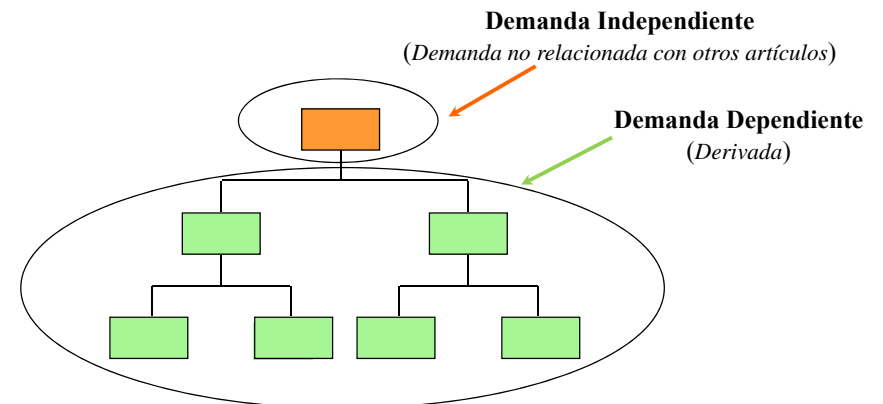 Demanda Independiente
(Demanda no relacionada con otros artículos)
Demanda Dependiente
(Derivada)